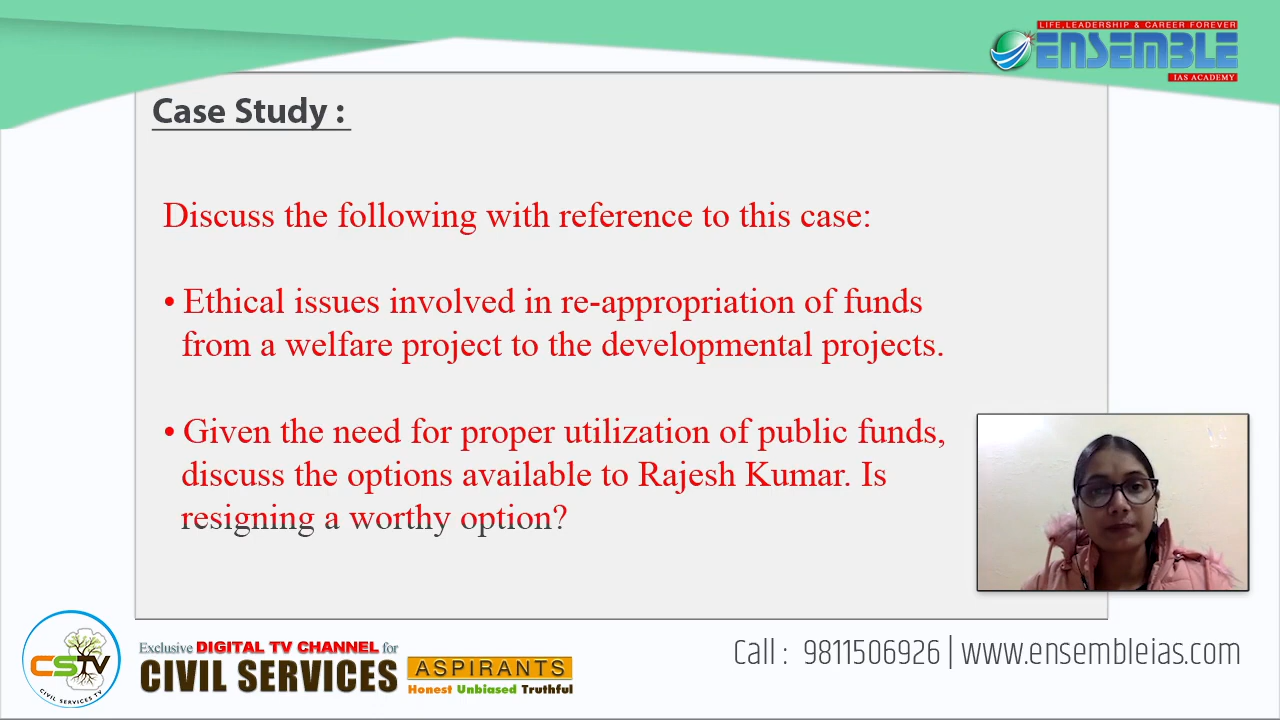 LIFE,LEADERSHIP & CAREER FOREVER
ENSEMBLE
IAS ACADEMY
Case Study :
Discuss the following with reference to this case:
• Ethical issues involved in re-appropriation of funds
from a welfare project to the developmental projects.
• Given the need for proper utilization of public funds,
discuss the options available to Rajesh Kumar. Is
resigning a worthy option?
CSTV
CIVIL SERVICES TV
Exclusive DIGITAL TV CHANNEL for
CIVIL SERVICES ASPIRANTS
Honest Unbiased Truthful
Call : 9811506926 | www.ensembleias.com